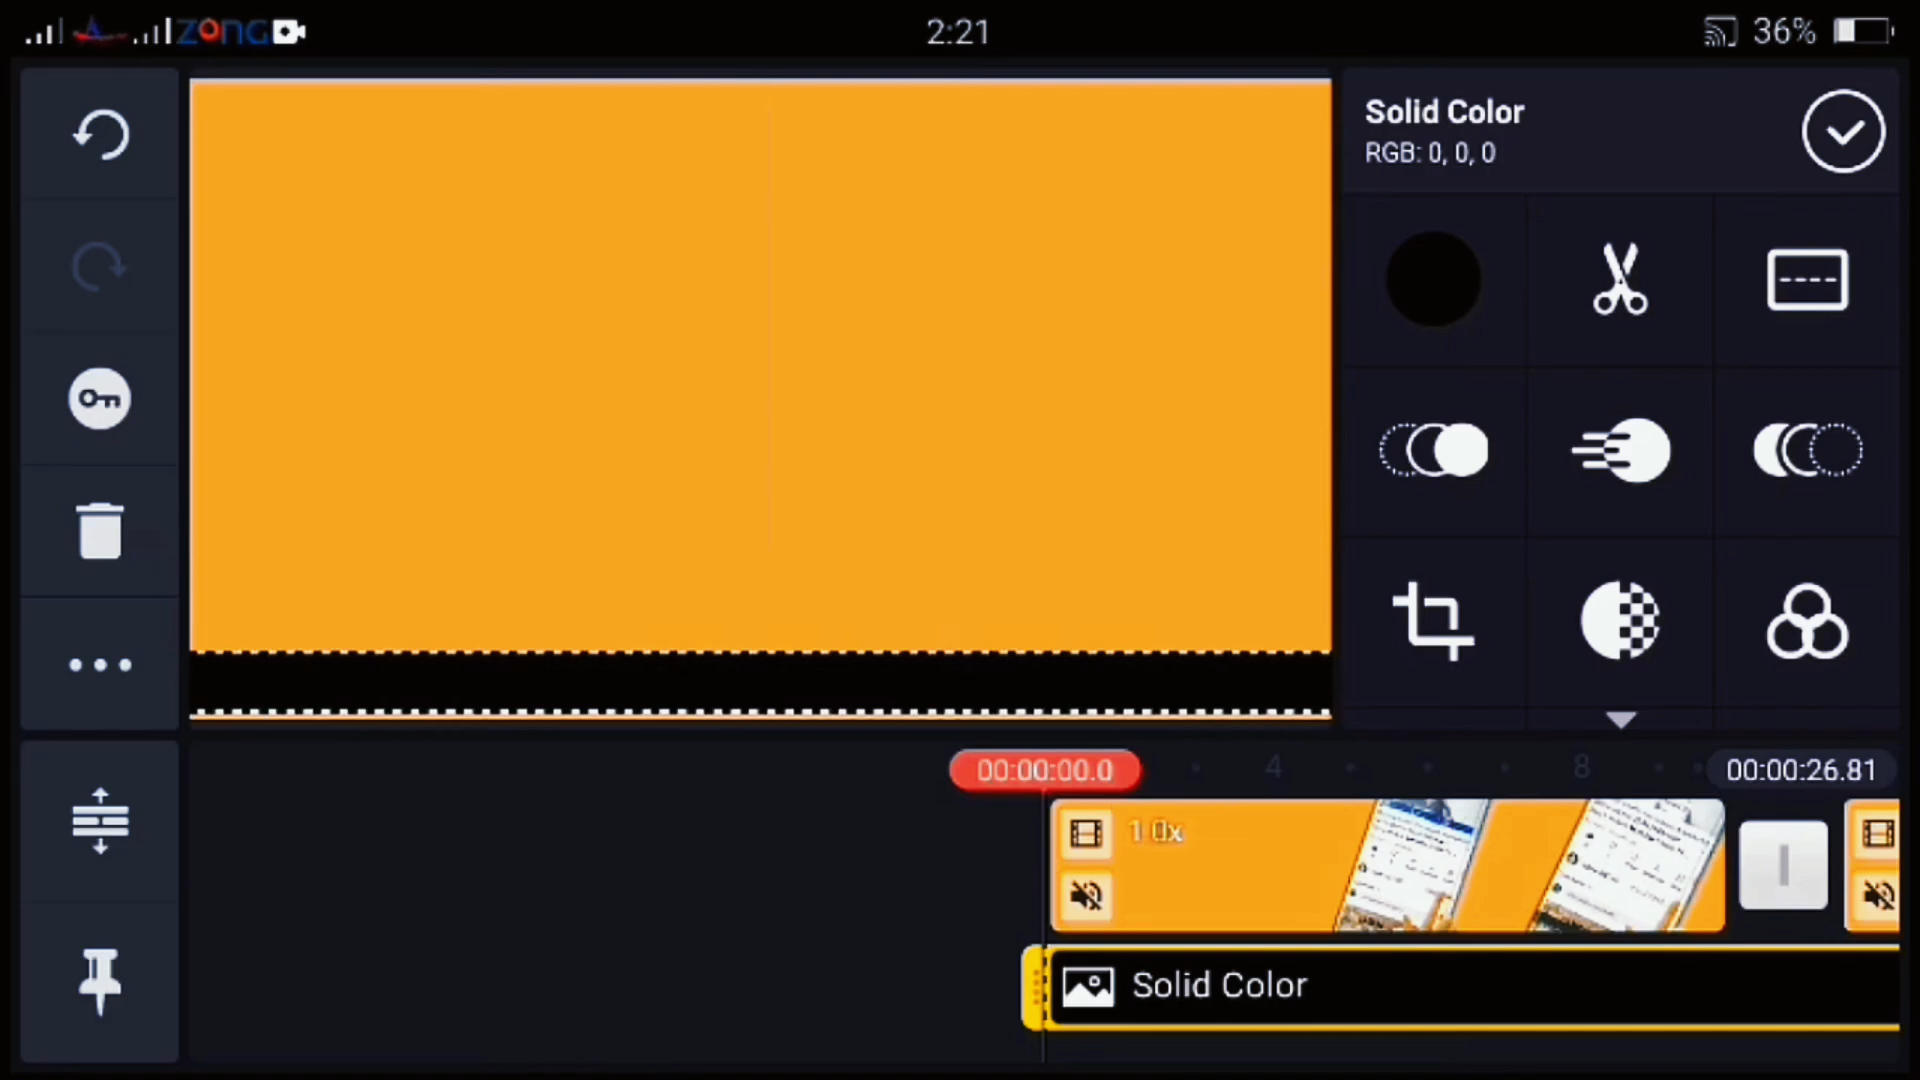 ZONG
2:21
36%
Solid Color
RGB: 0, 0, 0
00:00:00.0
4
8
00:00:26.81
1.0x
Solid Color